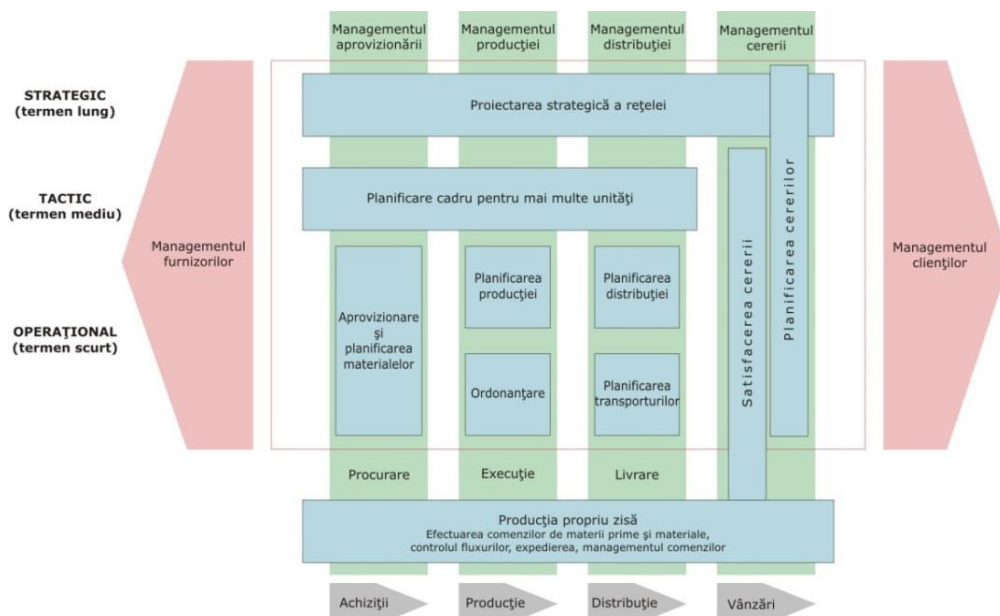 Managementul
aprovizionării
Managementul
producţiei
Managementul
distribuţiei
Managementul
cererii
STRATEGIC
(termen lung)
Proiectarea strategică a reţelei
TACTIC
(termen mediu)
Planificare cadru pentru mai multe unităţi
Managementul
furnizorilor
Managementul
clienţilor
OPERAŢIONAL
(termen scurt)
Aprovizionare
şi
planificarea
materialelor
Planificarea
producţiei
Planificarea
distribuţiei
Ordonanţare
Planificarea
transporturilor
Satisfacerea cererii
Planificarea cererilor
Procurare
Execuţie
Livrare
Producţia propriu zisă
Efectuarea comenzilor de materii prime şi materiale,
controlul fluxurilor, expedierea, managementul comenzilor
Achiziţii
Producţie
Distribuţie
Vânzări